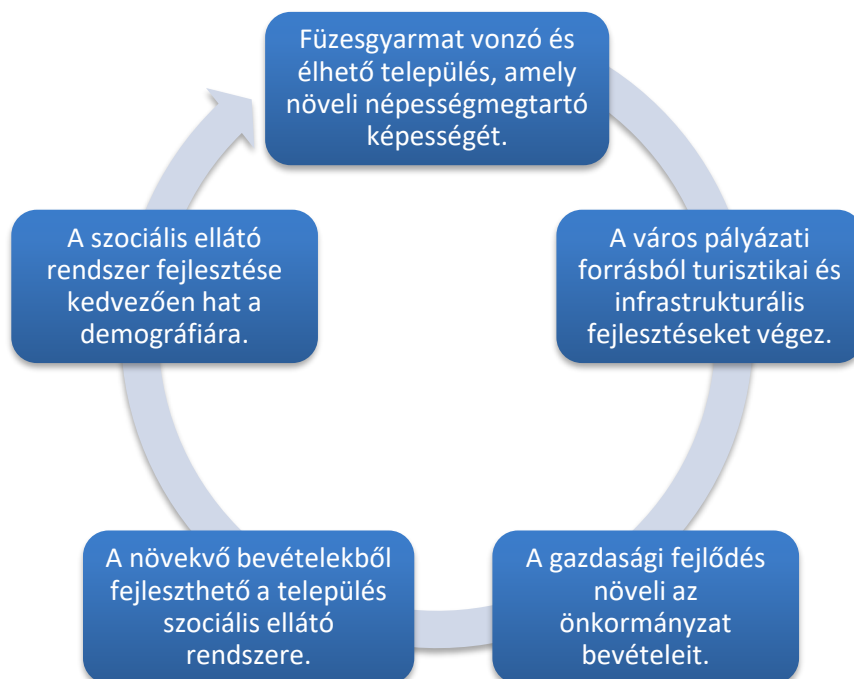 Füzesgyarmat vonzó és
élhető település, amely
növeli népességmegtartó
képességét.
A város pályázati
forrásból turisztikai és
infrastrukturális
fejlesztéseket végez.
A gazdasági fejlődés
növeli az
önkormányzat
bevételeit.
A növekvő bevételekből
fejleszthető a település
szociális ellátó
rendszere.
A szociális ellátó
rendszer fejlesztése
kedvezően hat a
demográfiára.